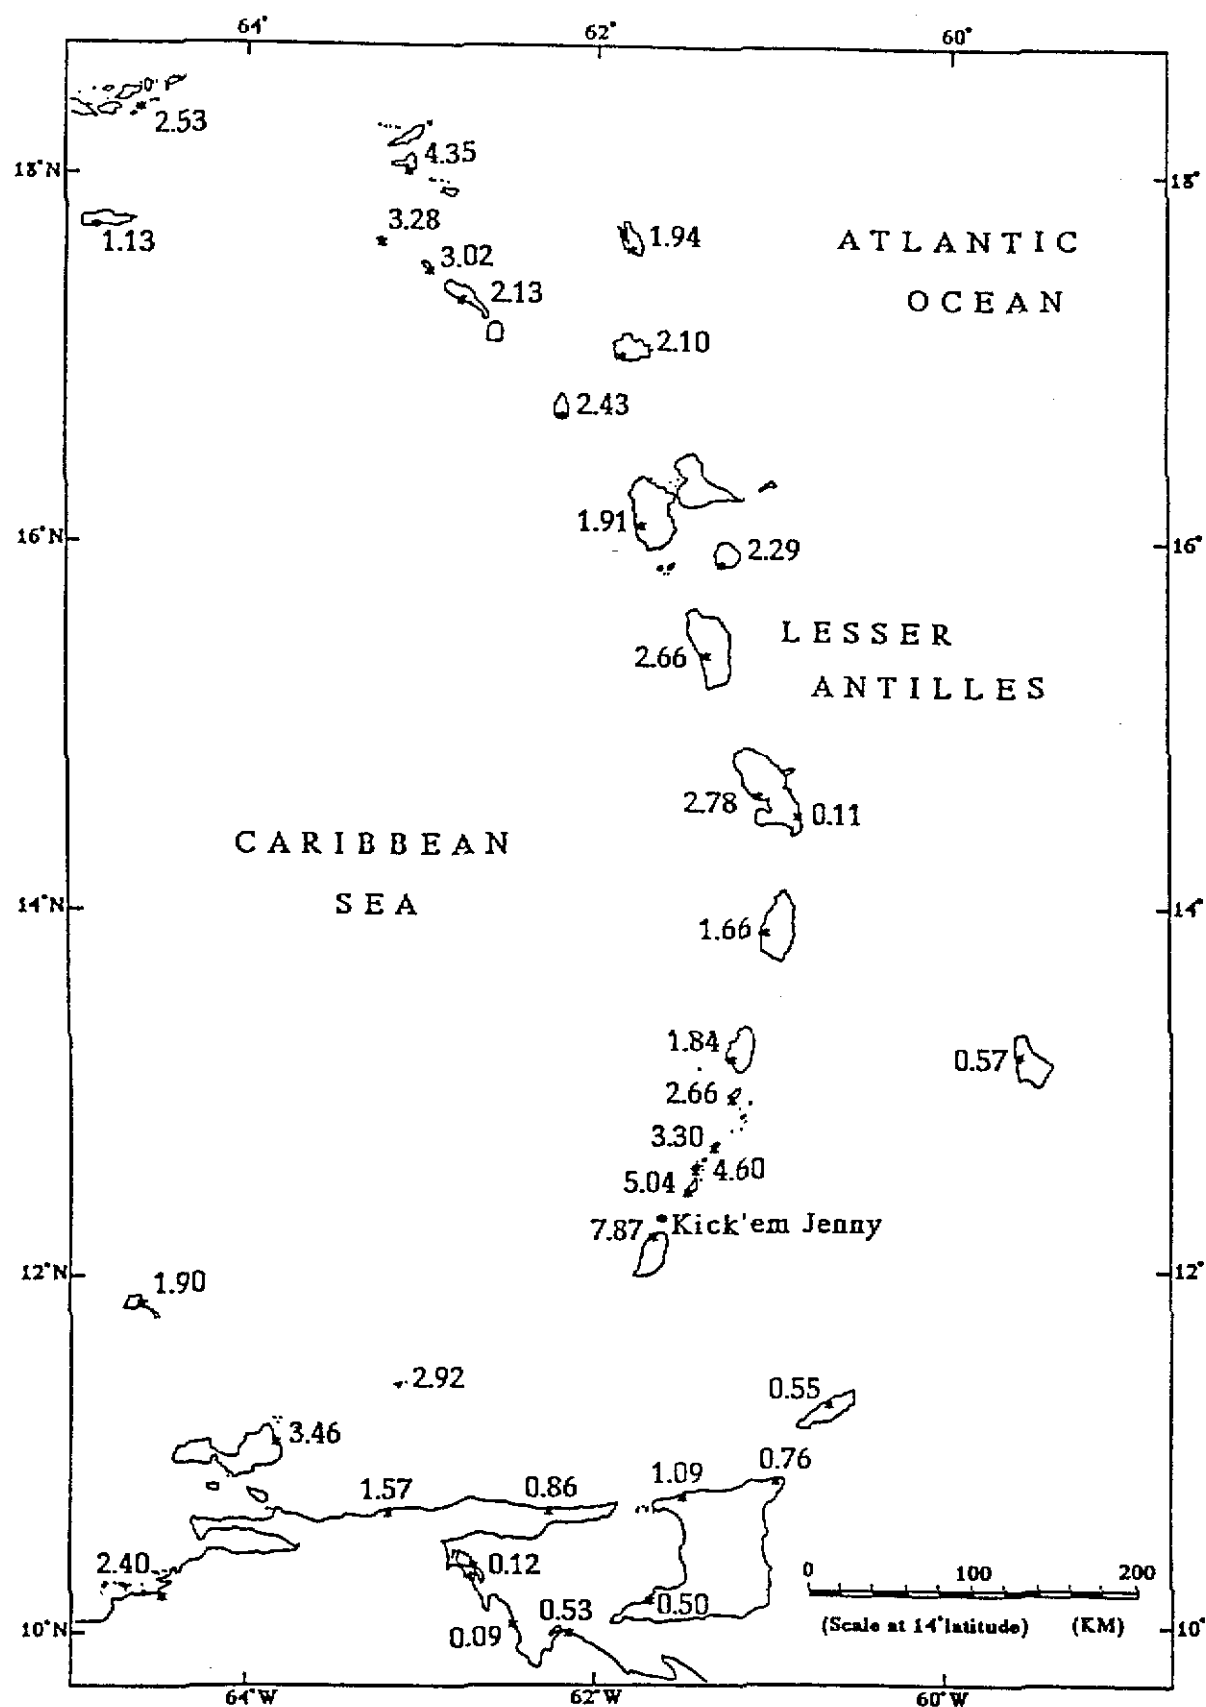 64° 62° 60°
2.53
4.35
18°N
18°
3.28
1.13
1.94
ATLANTIC
3.02
2.13
OCEAN
2.10
2.43
1.91
16°N
16°
2.29
LESSER
2.66
ANTILLES
2.78
0.11
CARIBBEAN
SEA
14°N
14°
1.66
1.84
0.57
2.66
3.30
4.60
5.04
7.87
Kick'em Jenny
12°N
12°
1.90
2.92
0.55
3.46
0.76
1.09
1.57
0.86
2.40
0.12
0 100 200
0.50
(Scale at 14° latitude) (KM)
0.53
0.09
10°N
10°
64°W 62°W 60°W